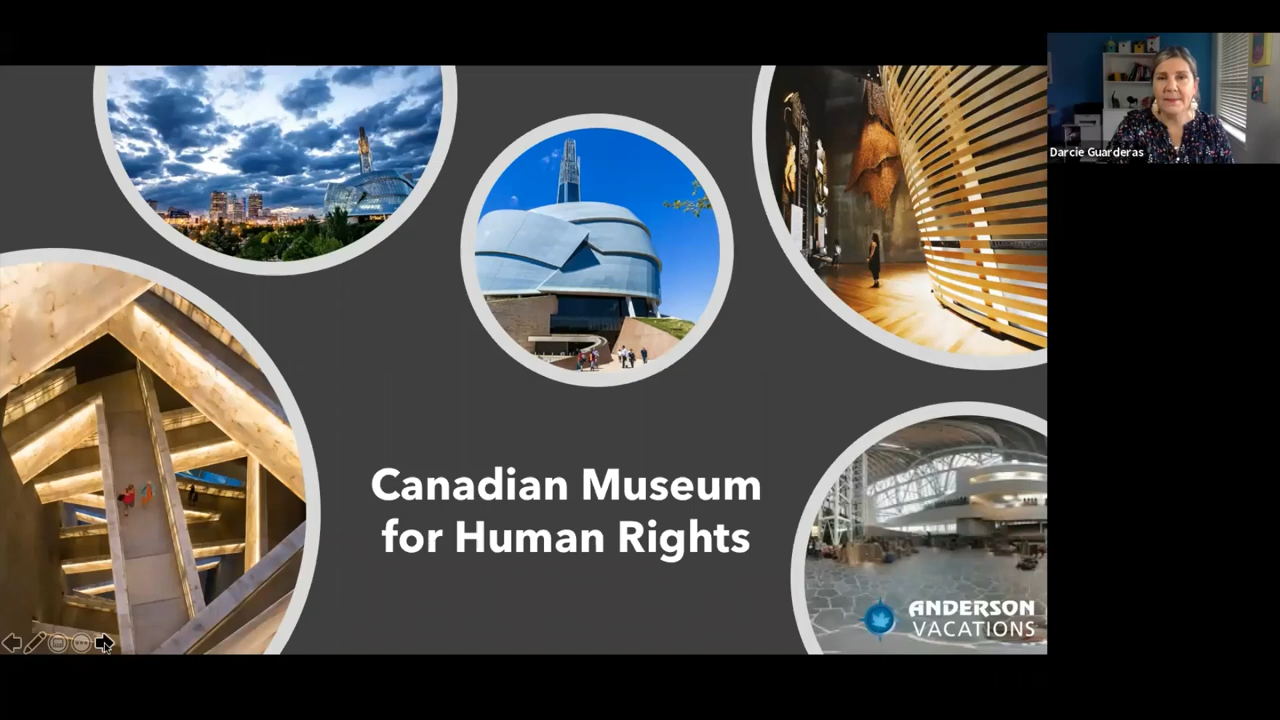 Darcie Guarderas
Canadian Museum
for Human Rights
ANDERSON
VACATIONS